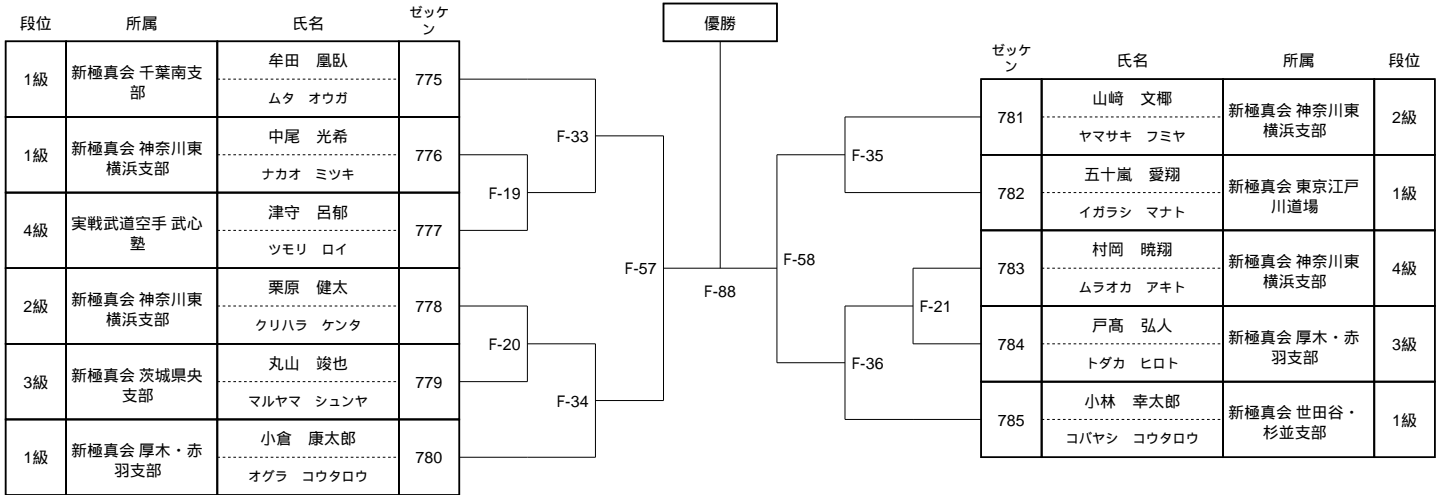 優勝
段位 所属 氏名 ゼッケ
ン
1級 新極真会 千葉南支
部 牟田 凰臥 775
ムタ オウガ
1級 新極真会 神奈川東
横浜支部 中尾 光希 776
ナカオ ミツキ
4級 実戦武道空手 武心
塾 津守 呂郁 777
ツモリ ロイ
2級 新極真会 神奈川東
横浜支部 栗原 健太 778
クリハラ ケンタ
3級 新極真会 茨城県央
支部 丸山 竣也 779
マルヤマ シュンヤ
1級 新極真会 厚木・赤
羽支部 小倉 康太郎 780
オグラ コウタロウ
F-33
F-19
F-57
F-20
F-34
F-88
F-35
F-58
F-21
F-36
ゼッケ
ン 氏名 所属 段位
781 山﨑 文椰 新極真会 神奈川東
横浜支部 2級
ヤマサキ フミヤ
782 五十嵐 愛翔 新極真会 東京江戸
川道場 1級
イガラシ マナト
783 村岡 暁翔 新極真会 神奈川東
横浜支部 4級
ムラオカ アキト
784 戸髙 弘人 新極真会 厚木・赤
羽支部 3級
トダカ ヒロト
785 小林 幸太郎 新極真会 世田谷・
杉並支部 1級
コバヤシ コウタロウ